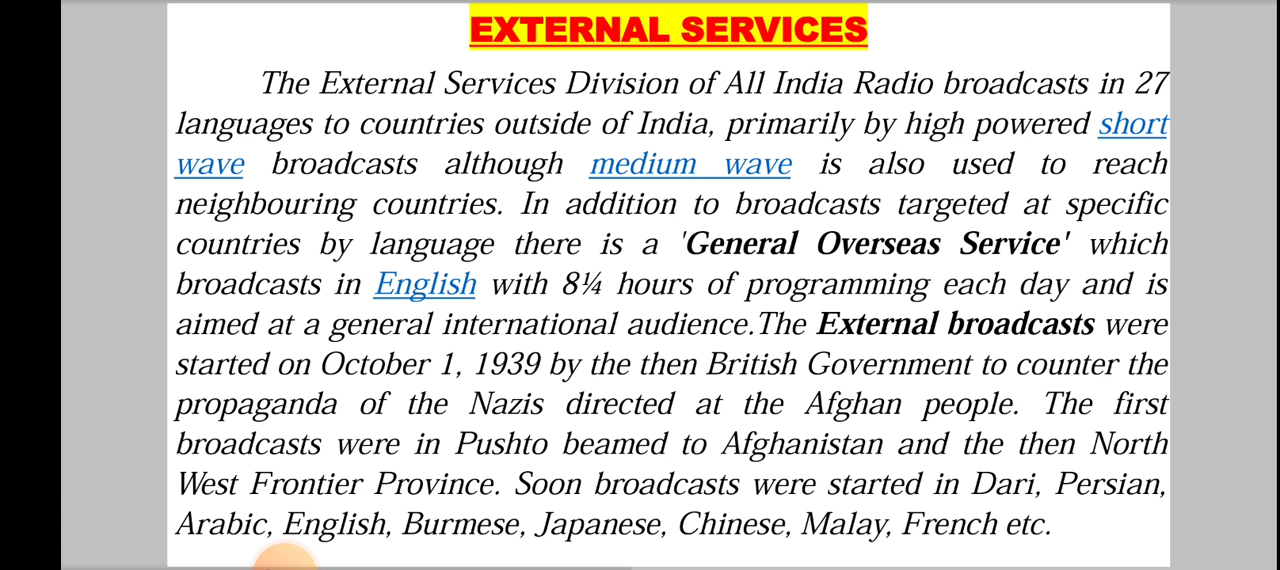 EXTERNAL SERVICES
The External Services Division of All India Radio broadcasts in 27
languages to countries outside of India, primarily by high powered short
wave broadcasts although medium wave is also used to reach
neighbouring countries. In addition to broadcasts targeted at specific
countries by language there is a 'General Overseas Service' which
broadcasts in English with 8¼ hours of programming each day and is
aimed at a general international audience.The External broadcasts were
started on October 1, 1939 by the then British Government to counter the
propaganda of the Nazis directed at the Afghan people. The first
broadcasts were in Pushto beamed to Afghanistan and the then North
West Frontier Province. Soon broadcasts were started in Dari, Persian,
Arabic, English, Burmese, Japanese, Chinese, Malay, French etc.